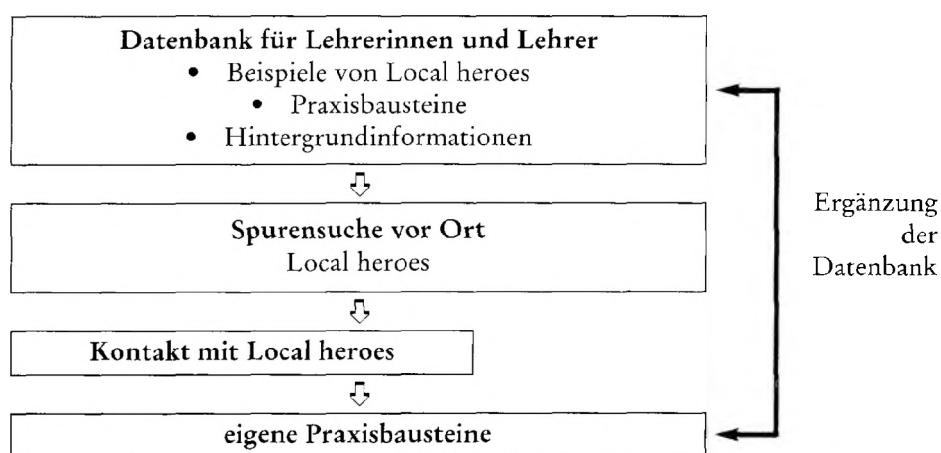 Datenbank für Lehrerinnen und Lehrer
• Beispiele von Local heroes
• Praxisbausteine
• Hintergrundinformationen
Spurensuche vor Ort
Local heroes
Kontakt mit Local heroes
eigene Praxisbausteine
Ergänzung
der
Datenbank